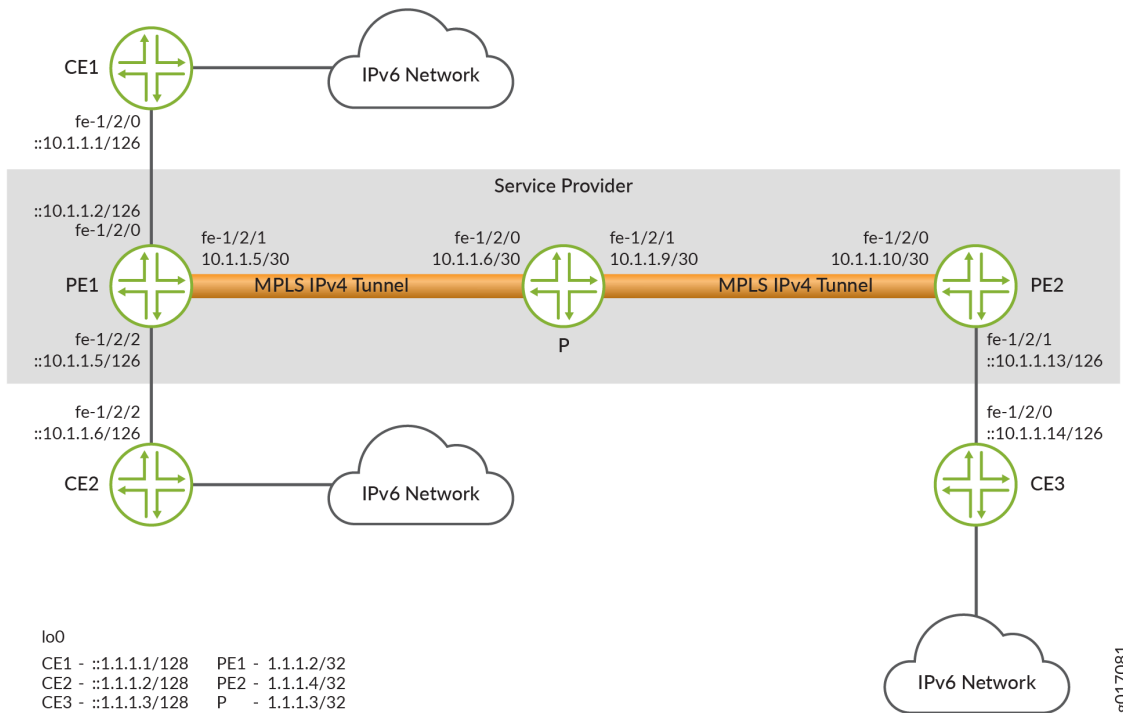 CE1
IPv6 Network
fe-1/2/0
::10.1.1.1/126
Service Provider
::10.1.1.2/126
fe-1/2/0
fe-1/2/1
10.1.1.5/30
fe-1/2/0
10.1.1.6/30
fe-1/2/1
10.1.1.9/30
fe-1/2/0
10.1.1.10/30
PE1
MPLS IPv4 Tunnel
MPLS IPv4 Tunnel
PE2
P
fe-1/2/2
::10.1.1.5/126
fe-1/2/1
::10.1.1.13/126
fe-1/2/2
::10.1.1.6/126
fe-1/2/0
::10.1.1.14/126
CE2
IPv6 Network
CE3
lo0
CE1 - ::1.1.1.1/128 PE1 - 1.1.1.2/32
CE2 - ::1.1.1.2/128 PE2 - 1.1.1.4/32
CE3 - ::1.1.1.3/128 P - 1.1.1.3/32
IPv6 Network
g017081